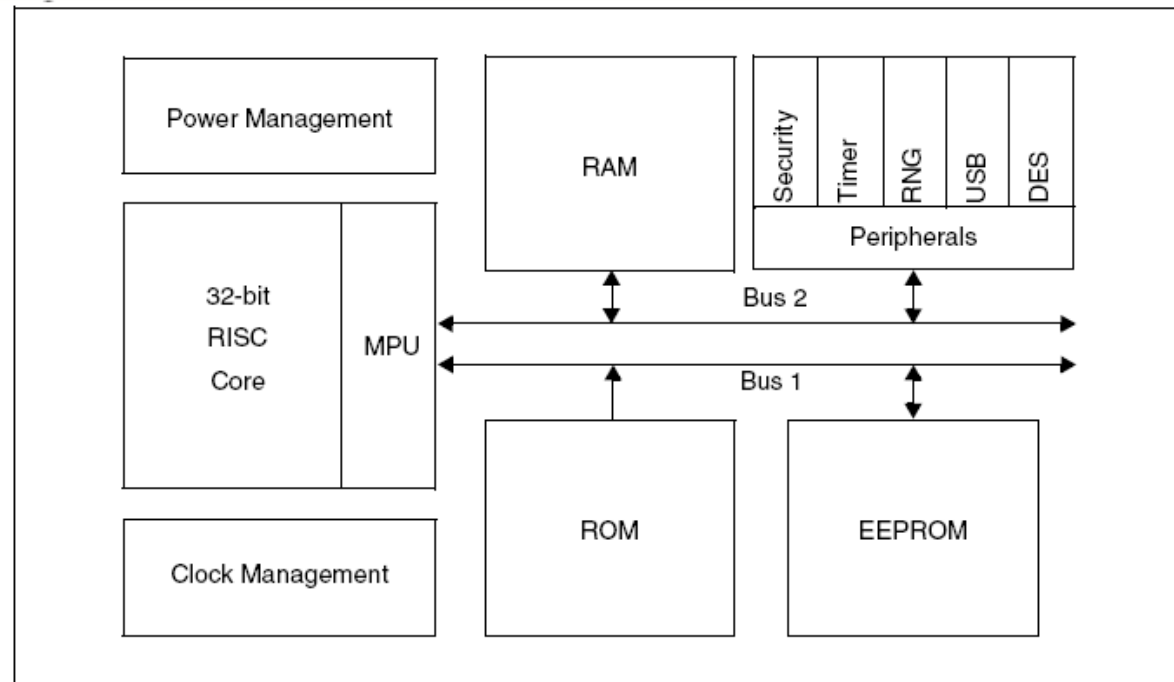 Power Management
RAM
Security
Timer
RNG
USB
DES
Peripherals
32-bit
RISC
Core
MPU
Bus 2
Bus 1
ROM
EEPROM
Clock Management